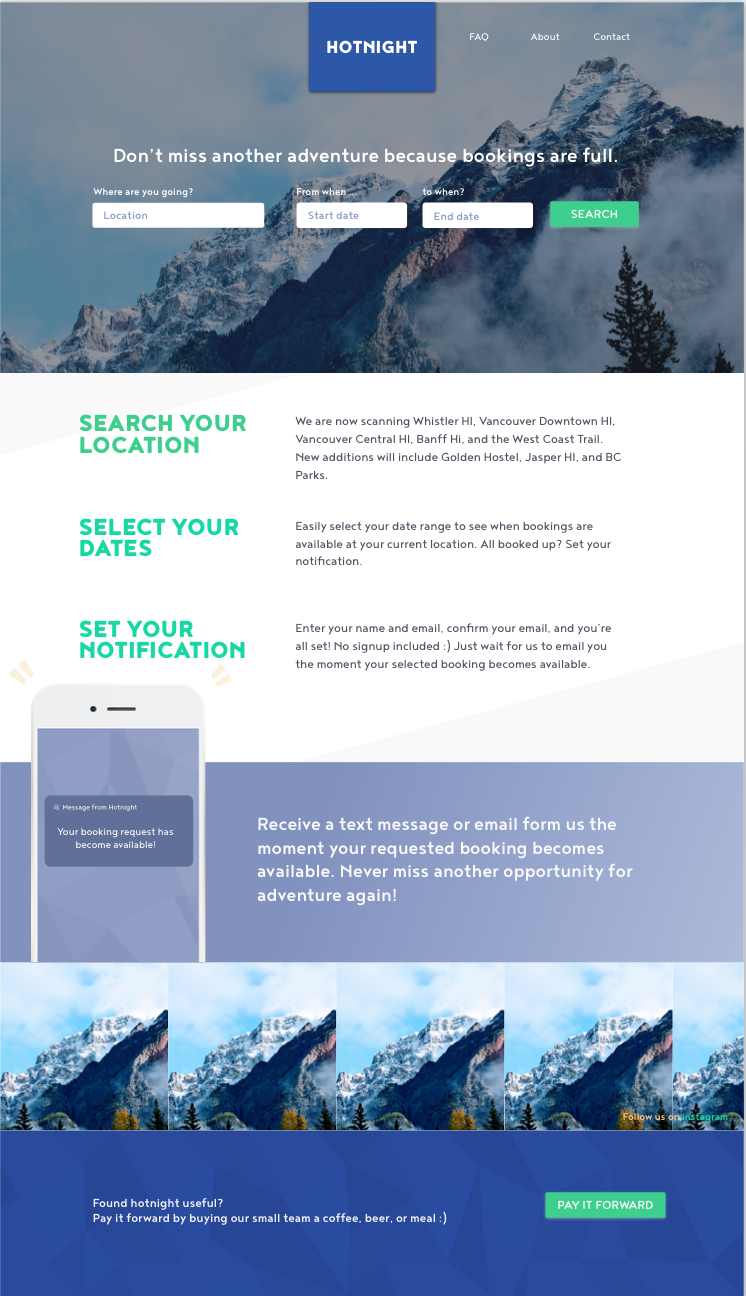 HOTNIGHT
FAQ About Contact
Don't miss another adventure because bookings are full.
Where are you going? From when ... to when?
Location Start date End date SEARCH
SEARCH YOUR
LOCATION
We are now scanning Whistler HI, Vancouver Downtown HI,
Vancouver Central HI, Banff Hi, and the West Coast Trail.
New additions will include Golden Hostel, Jasper HI, and BC
Parks.
SELECT YOUR
DATES
Easily select your date range to see when bookings are
available at your current location. All booked up? Set your
notification.
SET YOUR
NOTIFICATION
Enter your name and email, confirm your email, and you're
all set! No signup included :) Just wait for us to email you
the moment your selected booking becomes available.
Message from Hotnight
Your booking request has
become available!
Receive a text message or email form us the
moment your requested booking becomes
available. Never miss another opportunity for
adventure again!
Follow us on Instagram
Found hotnight useful?
Pay it forward by buying our small team a coffee, beer, or meal :)
PAY IT FORWARD